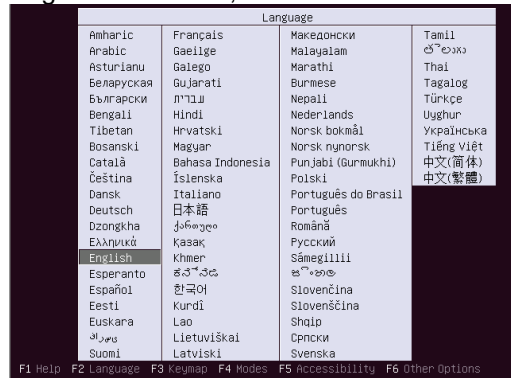 Language
Amharic
Arabic
Asturianu
Беларуская
Български
Bengali
Tibetan
Bosanski
Català
Čeština
Dansk
Deutsch
Dzongkha
Ελληνικά
English
Esperanto
Español
Eesti
Euskara
Suomi
Français
Gaeilge
Galego
Gujarati
עברית
Hindi
Hrvatski
Magyar
Bahasa Indonesia
Íslenska
Italiano
日本語
ქართული
Қазақ
Khmer
한국어
Kurdî
Lao
Lietuviškai
Latviski
Македонски
Malayalam
Marathi
Burmese
Nepali
Nederlands
Norsk bokmål
Norsk nynorsk
Punjabi (Gurmukhi)
Polski
Português do Brasil
Português
Română
Русский
Sámegillii
Slovenčina
Slovenščina
Shqip
Српски
Svenska
Tamil
Thai
Tagalog
Türkçe
Uyghur
Українська
Tiếng Việt
中文(简体)
中文(繁體)
F1 Help F2 Language F3 Keymap F4 Modes F5 Accessibility F6 Other Options